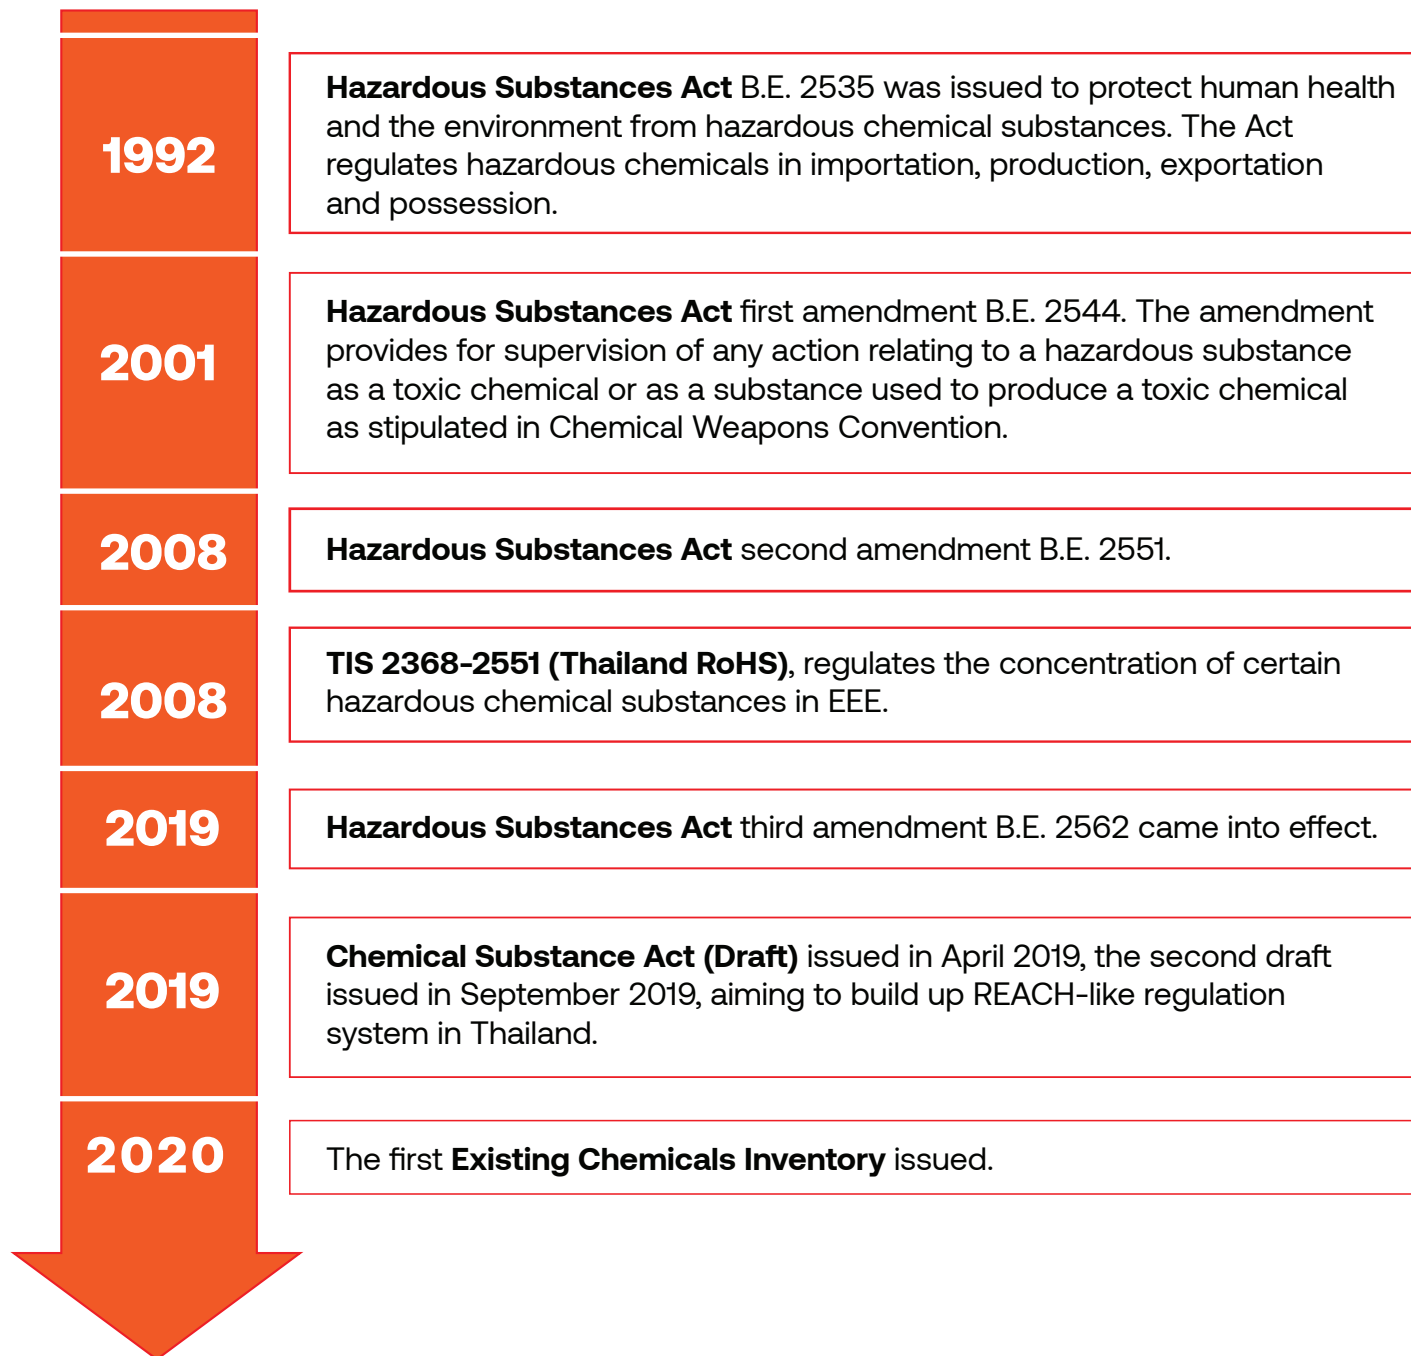 1992
Hazardous Substances Act B.E. 2535 was issued to protect human health
and the environment from hazardous chemical substances. The Act
regulates hazardous chemicals in importation, production, exportation
and possession.
2001
Hazardous Substances Act first amendment B.E. 2544. The amendment
provides for supervision of any action relating to a hazardous substance
as a toxic chemical or as a substance used to produce a toxic chemical
as stipulated in Chemical Weapons Convention.
2008
Hazardous Substances Act second amendment B.E. 2551.
2008
TIS 2368-2551 (Thailand RoHS), regulates the concentration of certain
hazardous chemical substances in EEE.
2019
Hazardous Substances Act third amendment B.E. 2562 came into effect.
2019
Chemical Substance Act (Draft) issued in April 2019, the second draft
issued in September 2019, aiming to build up REACH-like regulation
system in Thailand.
2020
The first Existing Chemicals Inventory issued.